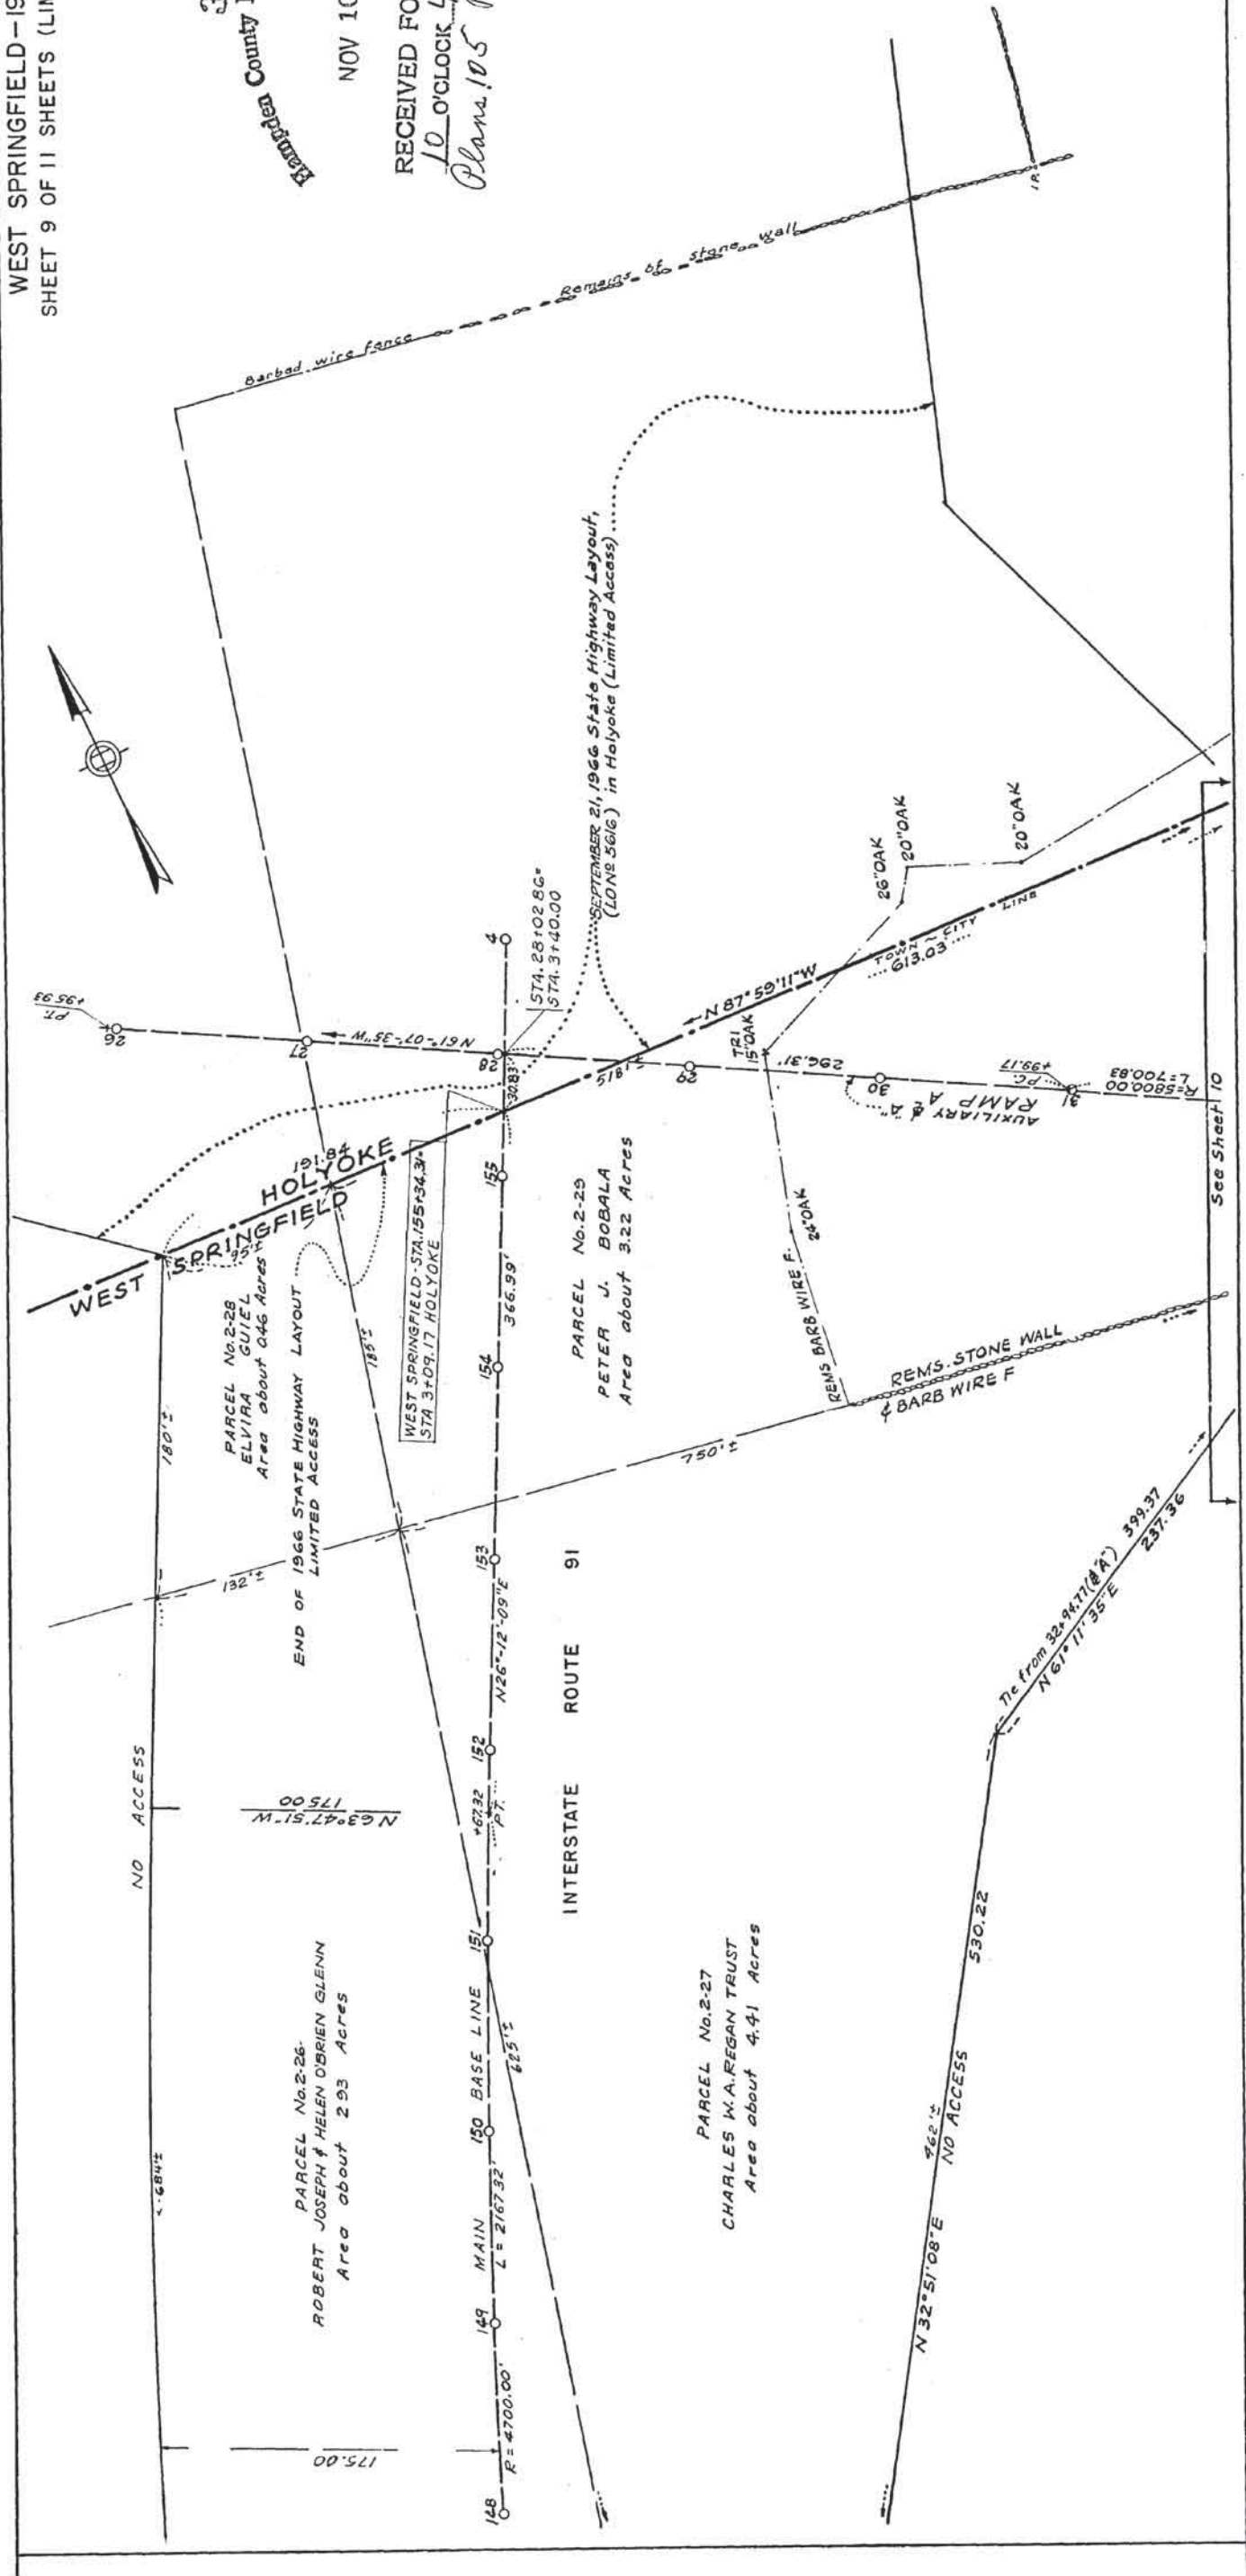 WEST SPRINGFIELD-19
SHEET 9 OF 11 SHEETS (LIN
Hampden County
NOV 10
RECEIVED FO
10 O'CLOCK
Plans 105
Barbed wire fence
Remains of stone wall
I.R.
SEPTEMBER 21, 1966 State Highway Layout,
(LO Nº 5616) in Holyoke (Limited Access)
26"OAK
20"OAK
20"OAK
TRI
15"OAK
24"OAK
REMS BARB WIRE F.
REMS. STONE WALL
& BARB WIRE F
TOWN ~ CITY
LINE
613.03
N 87°59'11"W
STA. 28+02.86=
STA. 3+40.00
4
P.T.
+95.93
26
27
N61°-07'-35"W
28
30.83'
29
296.31'
30
P.C.
+99.17
31
R=5800.00
L=700.83
AUXILIARY ℄ "A"
RAMP A
See Sheet 10
815'±
191.84
HOLYOKE
WEST SPRINGFIELD
95'±
PARCEL No.2-28
ELVIRA GUIEL
Area about 0.46 Acres
END OF 1966 STATE HIGHWAY LAYOUT
LIMITED ACCESS
185'±
180'±
132'±
750'±
WEST SPRINGFIELD-STA.155+34.31=
STA 3+09.17 HOLYOKE
PARCEL No.2-29
PETER J. BOBALA
Area about 3.22 Acres
155
366.99'
154
153
N26°-12'-09"E
152
+67.32
P.T.
151
INTERSTATE ROUTE 91
NO ACCESS
N 63°47'51"W
175.00
PARCEL No.2-26
ROBERT JOSEPH & HELEN O'BRIEN GLENN
Area about 2.93 Acres
684'±
MAIN BASE LINE
150
L = 2167.32'
625'±
149
R = 4700.00'
148
175.00
PARCEL No.2-27
CHARLES W.A. REGAN TRUST
Area about 4.41 Acres
Tie from 32+94.77 (℄"A") 399.37
N 61°11'35"E 237.36
530.22
462'±
NO ACCESS
N 32°51'08"E